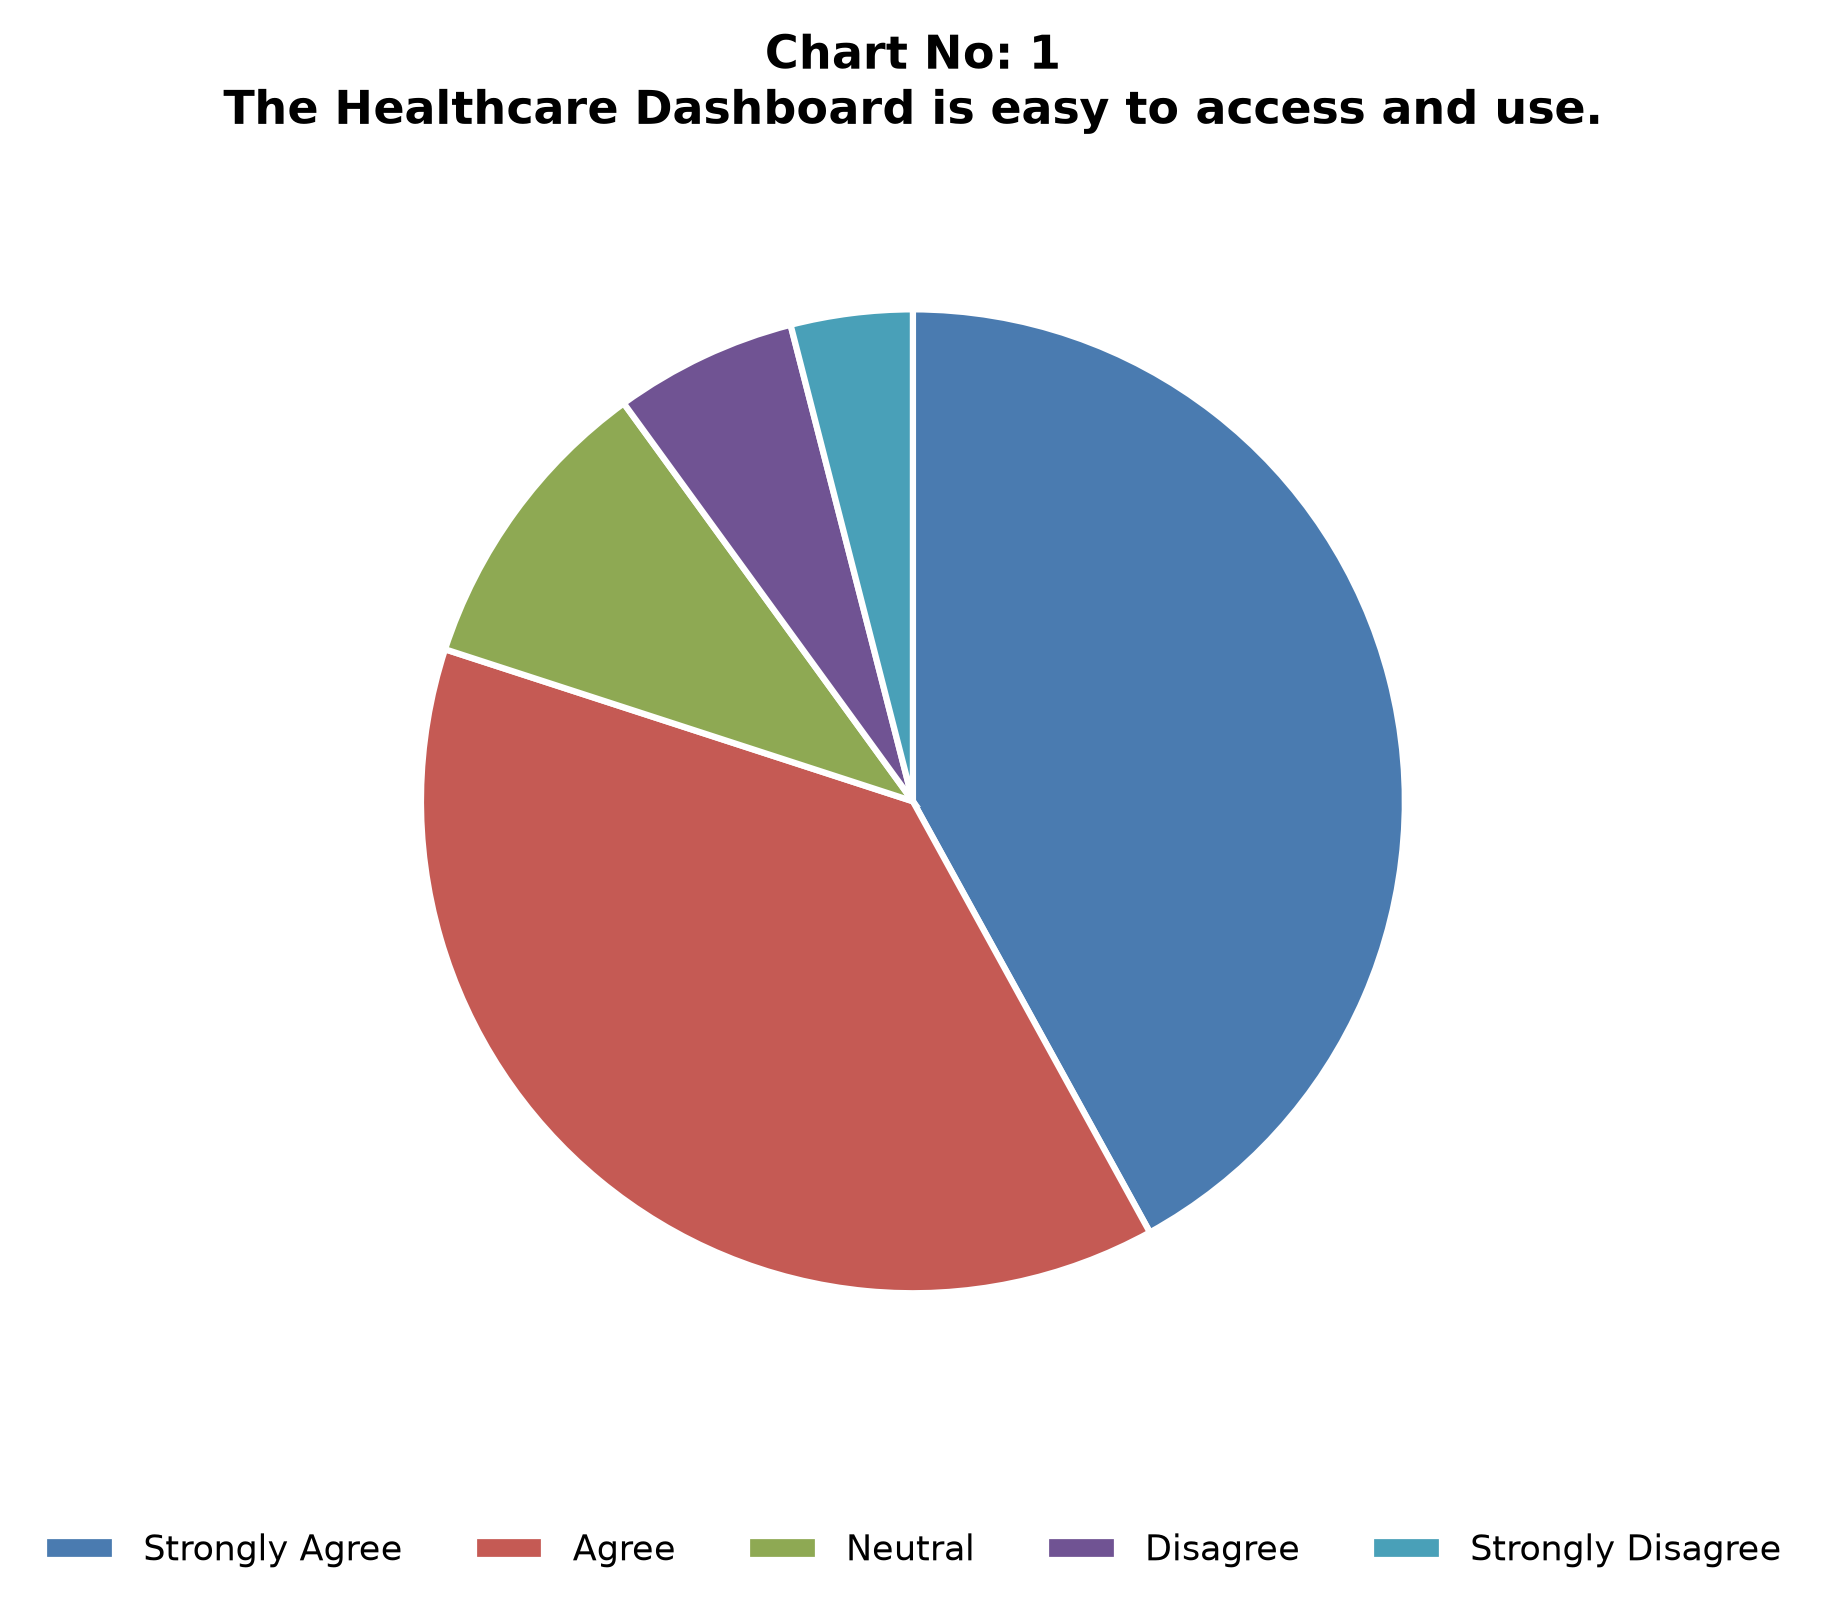 Chart No: 1
The Healthcare Dashboard is easy to access and use.
Strongly Agree Agree Neutral Disagree Strongly Disagree